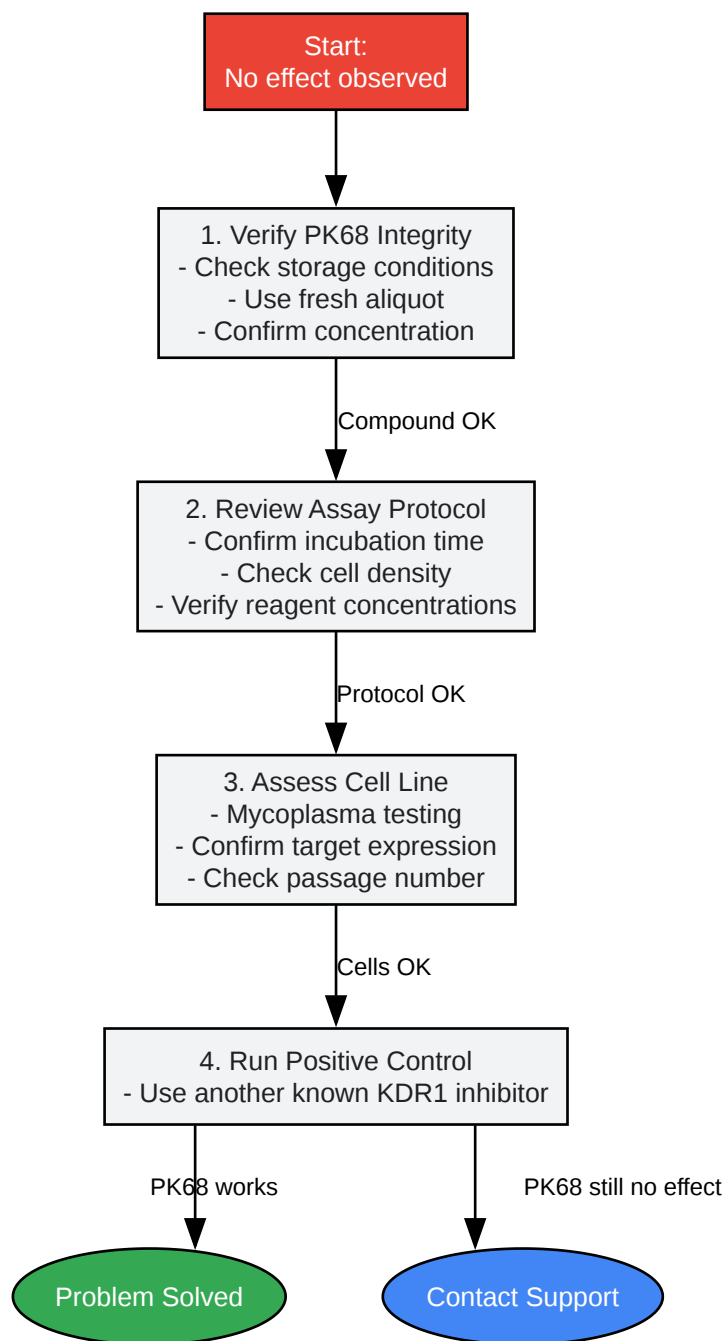 Start:
No effect observed
1. Verify PK68 Integrity
- Check storage conditions
- Use fresh aliquot
- Confirm concentration
Compound OK
2. Review Assay Protocol
- Confirm incubation time
- Check cell density
- Verify reagent concentrations
Protocol OK
3. Assess Cell Line
- Mycoplasma testing
- Confirm target expression
- Check passage number
Cells OK
4. Run Positive Control
- Use another known KDR1 inhibitor
PK68 works
PK68 still no effect
Problem Solved
Contact Support